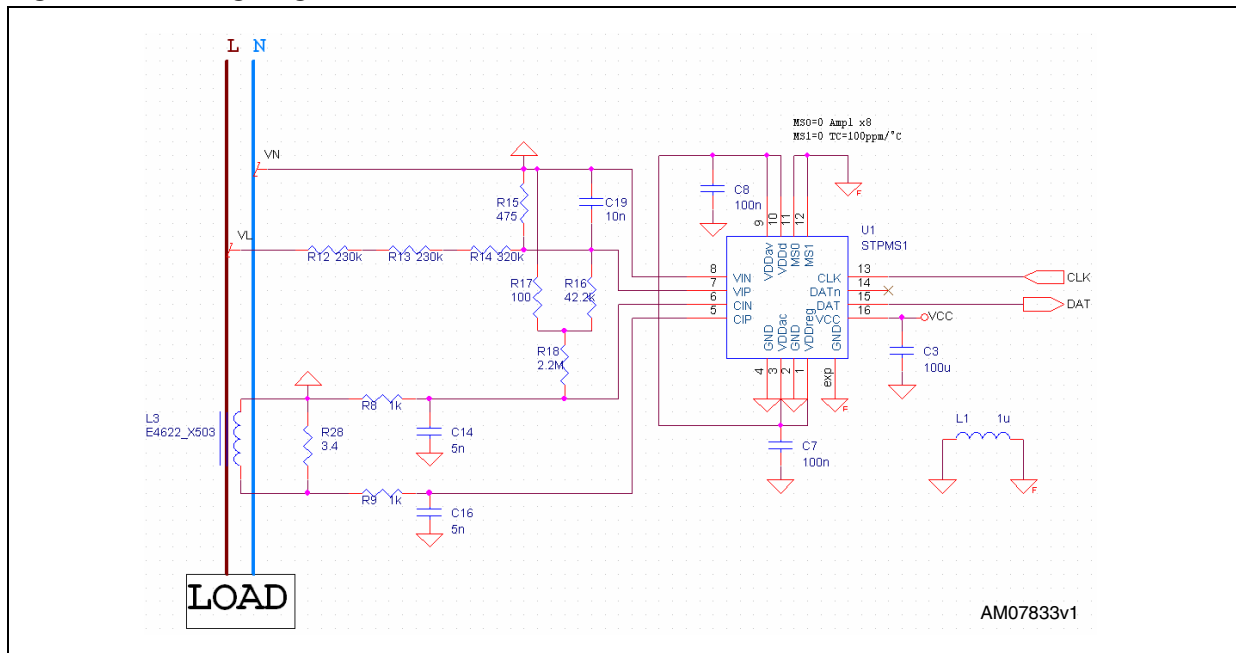 L N
MS0=0 Ampl x8
MS1=0 TC=100ppm/°C
VN
C8
100n
R15
475
C19
10n
F
9
10
11
12
U1
STPMS1
VL
R12 230k
R13 230k
R14 320k
VDDav
VDDd
MS0
MS1
R17
100
R16
42.2k
8
7
6
5
VIN
VIP
CIN
CIP
CLK
DATn
DAT
VCC
13
14
15
16
CLK
DAT
VCC
GND
VDDac
GND
VDDreg
GND
R18
2.2M
4
3
2
1
exp
C3
100u
F
L3
E4622_X503
R8 1k
R28
3.4
C14
5n
C7
100n
L1 1u
F
R9 1k
C16
5n
LOAD
AM07833v1